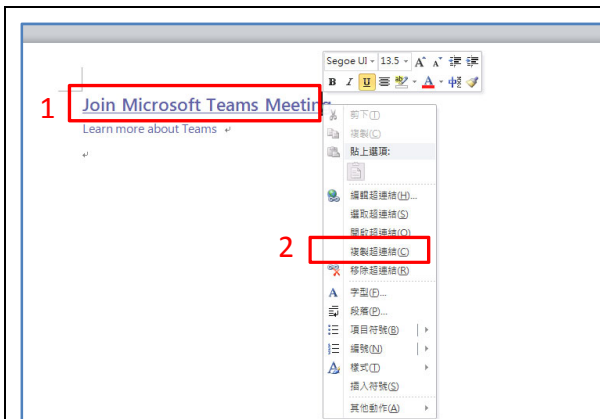 Segoe UI 13.5 A A
B I U A 中
1 Join Microsoft Teams Meeting
Learn more about Teams
剪下(T)
複製(C)
貼上選項:
編輯超連結(H)...
選取超連結(S)
開啟超連結(O)
2 複製超連結(C)
移除超連結(R)
A 字型(F)...
段落(P)...
項目符號(B)
編號(N)
樣式(T)
插入符號(S)
其他動作(A)